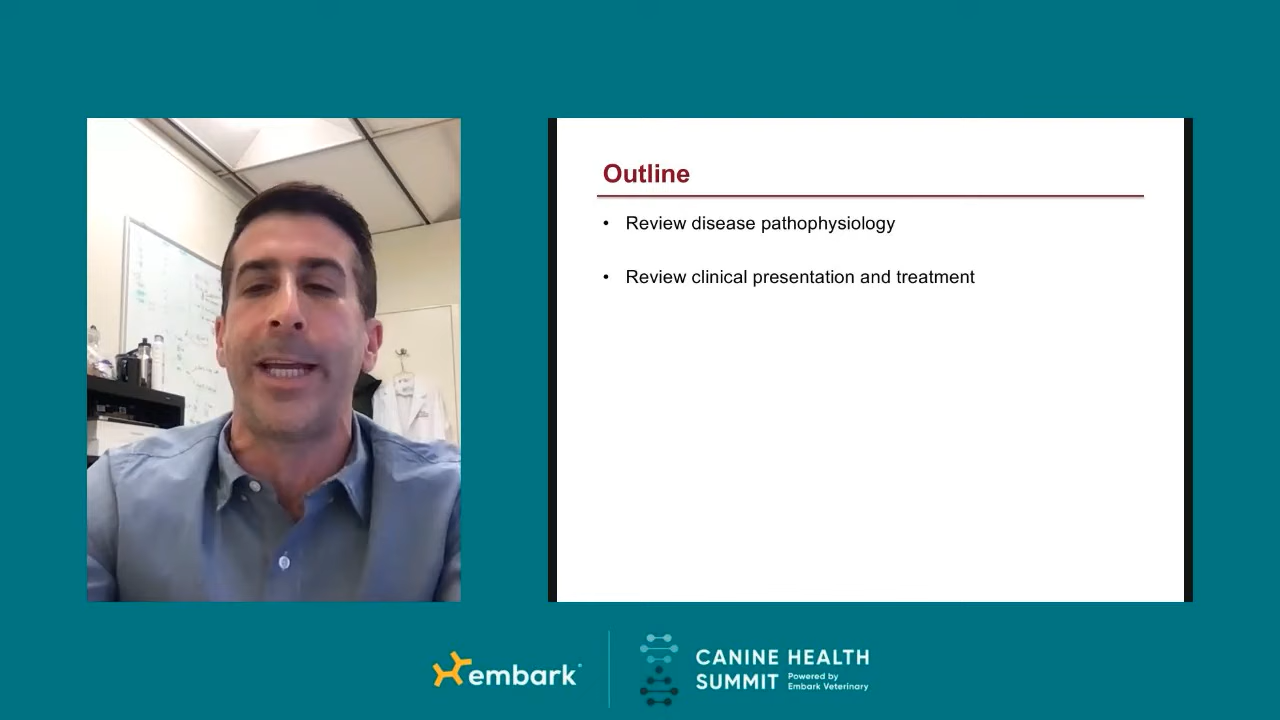 Outline
• Review disease pathophysiology
• Review clinical presentation and treatment
embark
CANINE HEALTH
SUMMIT
Powered by
Embark Veterinary